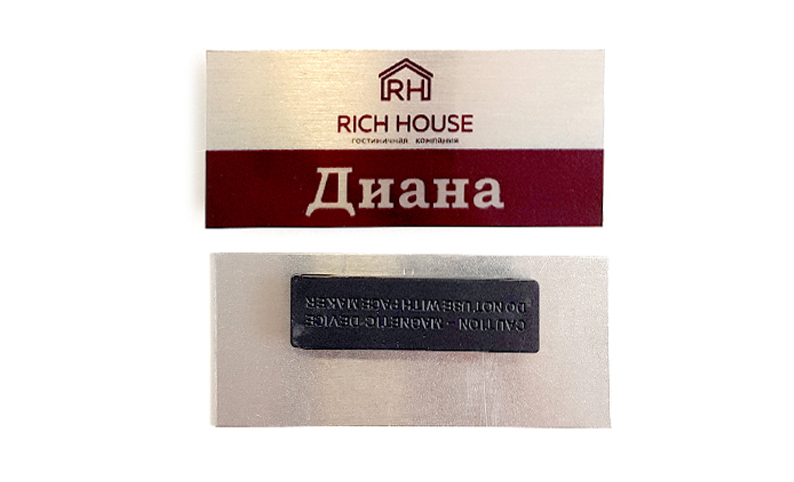 RH
RICH HOUSE
гостиничная компания
Диана
CAUTION - MAGNETIC DEVICE
DO NOT USE WITH PACE MAKER